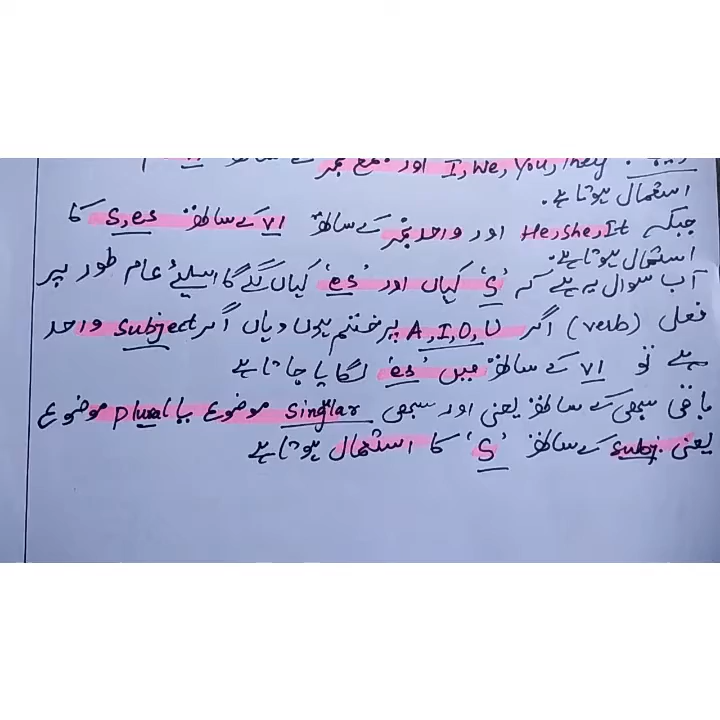 I, We, You, They اور جمع نمبر کے ساتھ
استعمال ہوتا ہے۔
جبکہ He, She, It اور واحد نمبر کے ساتھ V1 کے ساتھ s, es کا
استعمال ہوتا ہے۔
اب سوال یہ ہے کہ 's' کہاں اور 'es' کہاں لگے گا اسلئے عام طور پر
فعل (verb) اگر A, I, O, U پر ختم ہوں وہاں اگر subject واحد
ہے تو V1 کے ساتھ میں 'es' لگایا جاتا ہے
باقی سبھی کے ساتھ یعنی اور سبھی Singlar موضوع یا plural موضوع
یعنی subj. کے ساتھ 's' کا استعمال ہوتا ہے